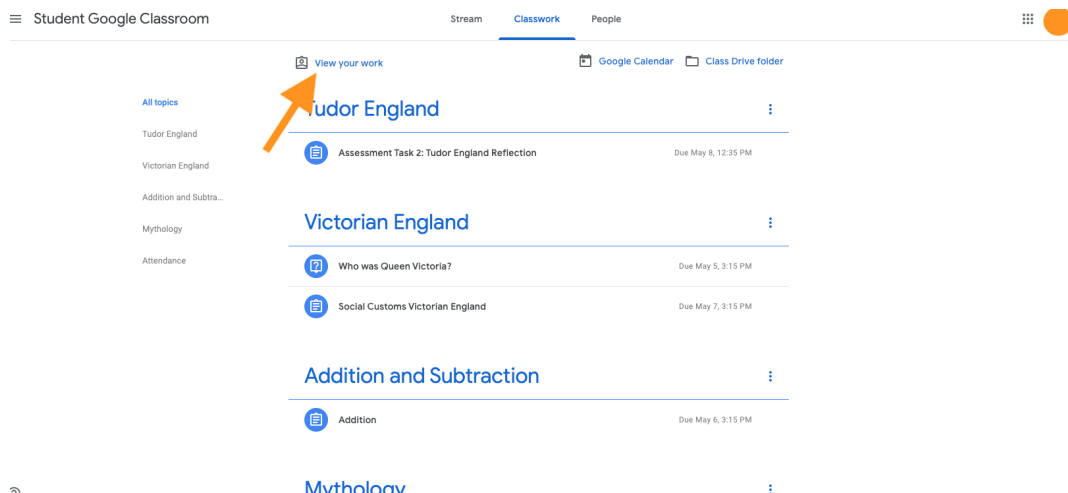 Student Google Classroom
Stream Classwork People
View your work
Google Calendar Class Drive folder
All topics
Tudor England
Victorian England
Addition and Subtra...
Mythology
Attendance
Tudor England
Assessment Task 2: Tudor England Reflection Due May 8, 12:35 PM
Victorian England
Who was Queen Victoria? Due May 5, 3:15 PM
Social Customs Victorian England Due May 7, 3:15 PM
Addition and Subtraction
Addition Due May 6, 3:15 PM
Mythology